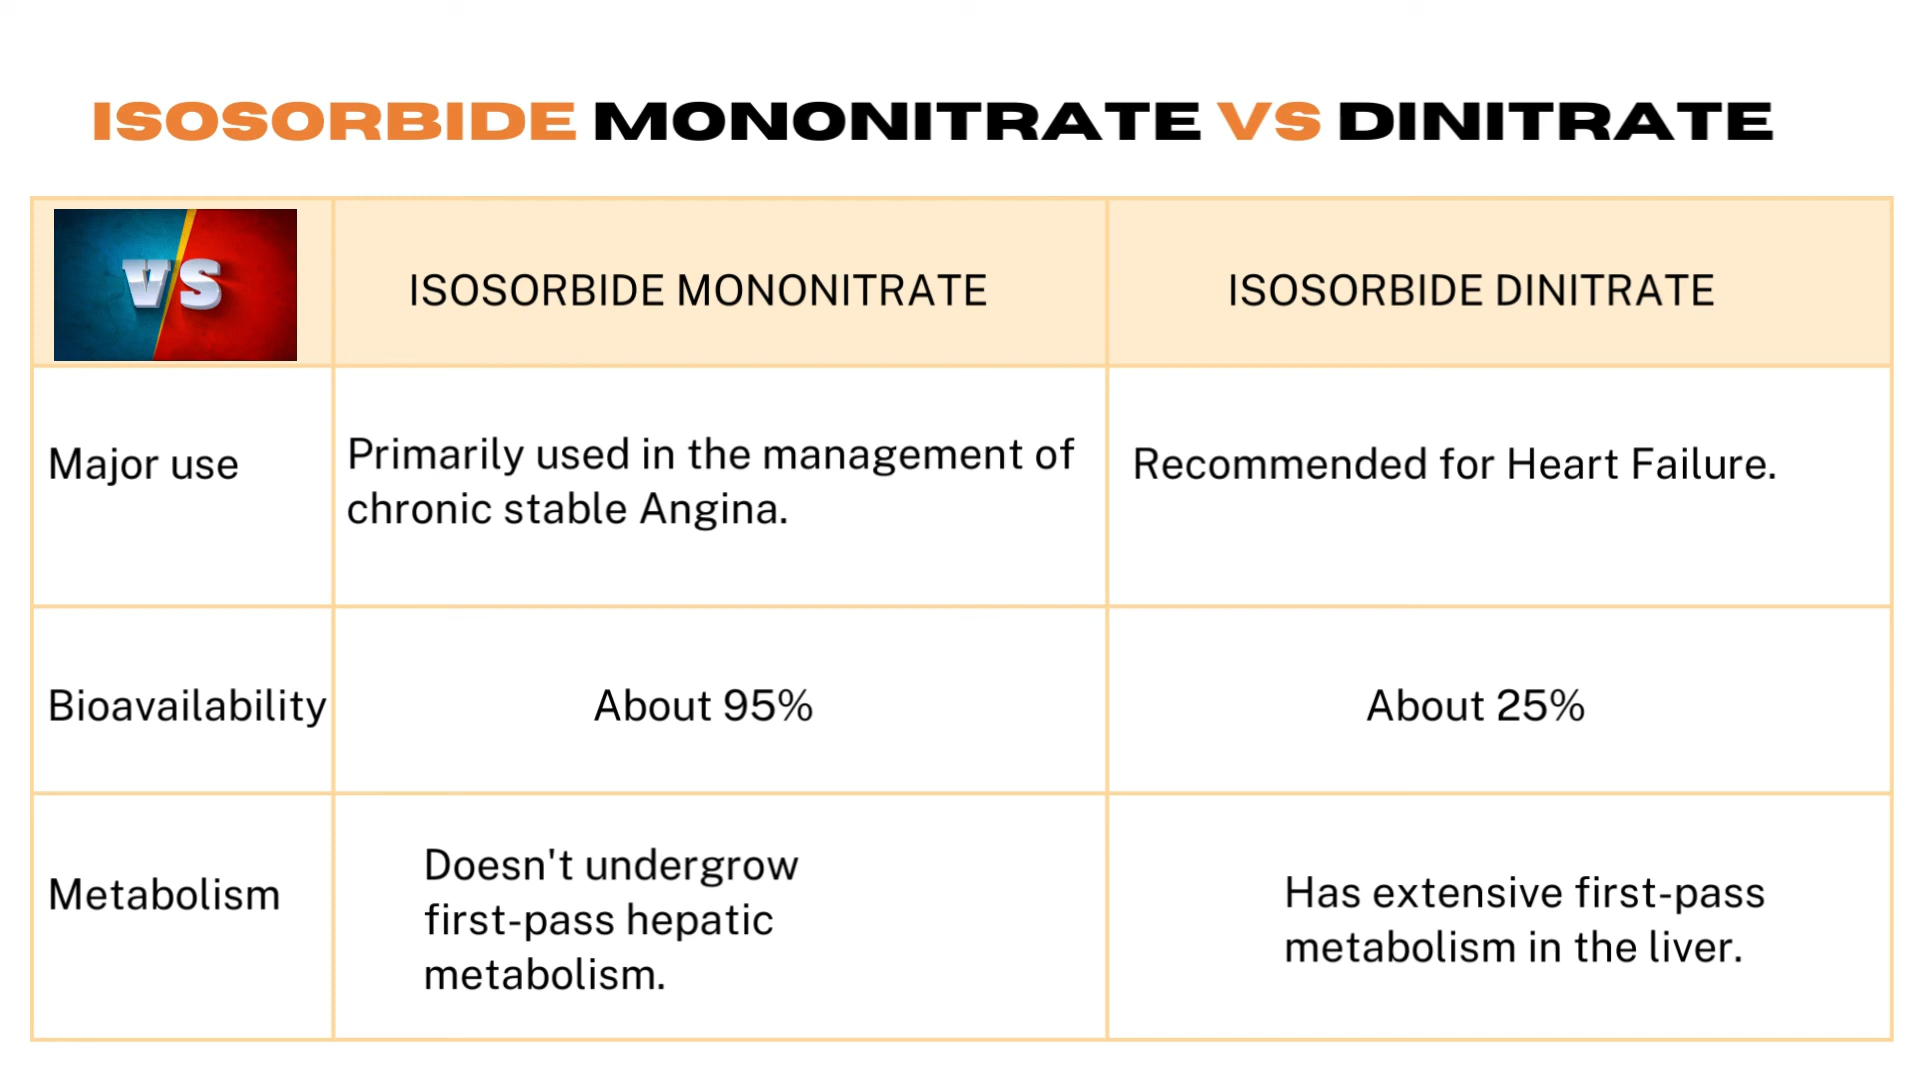 ISOSORBIDE MONONITRATE VS DINITRATE
VS
ISOSORBIDE MONONITRATE
ISOSORBIDE DINITRATE
Major use
Primarily used in the management of
chronic stable Angina.
Recommended for Heart Failure.
Bioavailability
About 95%
About 25%
Metabolism
Doesn't undergrow
first-pass hepatic
metabolism.
Has extensive first-pass
metabolism in the liver.